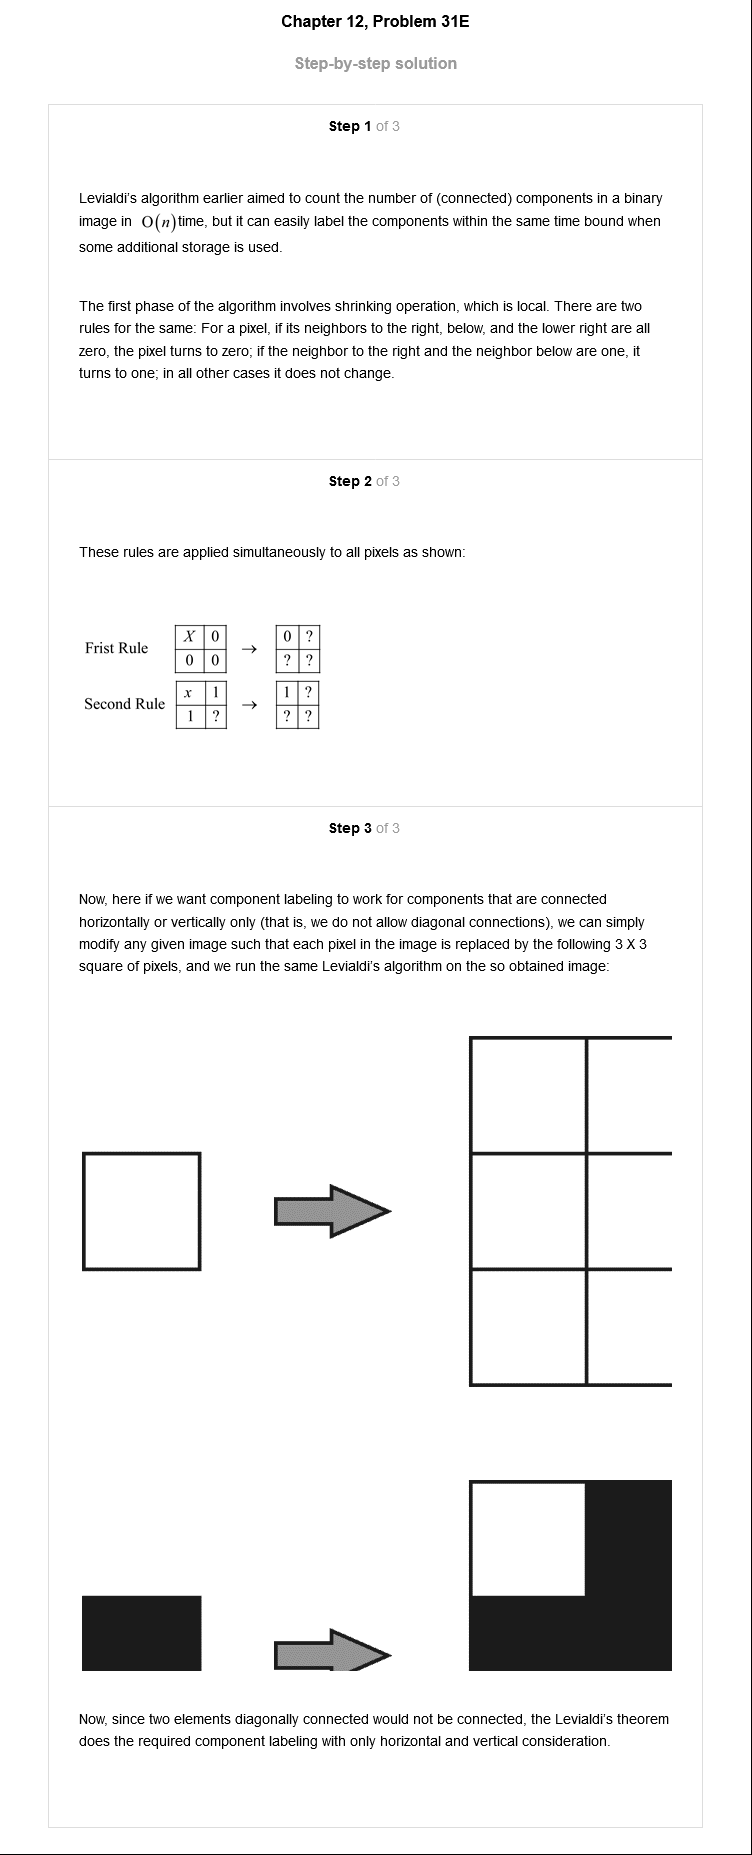 Chapter 12, Problem 31E
Step-by-step solution
Step 1 of 3
Levialdi's algorithm earlier aimed to count the number of (connected) components in a binary
image in O(n) time, but it can easily label the components within the same time bound when
some additional storage is used.
The first phase of the algorithm involves shrinking operation, which is local. There are two
rules for the same: For a pixel, if its neighbors to the right, below, and the lower right are all
zero, the pixel turns to zero; if the neighbor to the right and the neighbor below are one, it
turns to one; in all other cases it does not change.
Step 2 of 3
These rules are applied simultaneously to all pixels as shown:
X 0 0 ?
Frist Rule →
0 0 ? ?
x 1 1 ?
Second Rule →
1 ? ? ?
Step 3 of 3
Now, here if we want component labeling to work for components that are connected
horizontally or vertically only (that is, we do not allow diagonal connections), we can simply
modify any given image such that each pixel in the image is replaced by the following 3 X 3
square of pixels, and we run the same Levialdi's algorithm on the so obtained image:
Now, since two elements diagonally connected would not be connected, the Levialdi's theorem
does the required component labeling with only horizontal and vertical consideration.